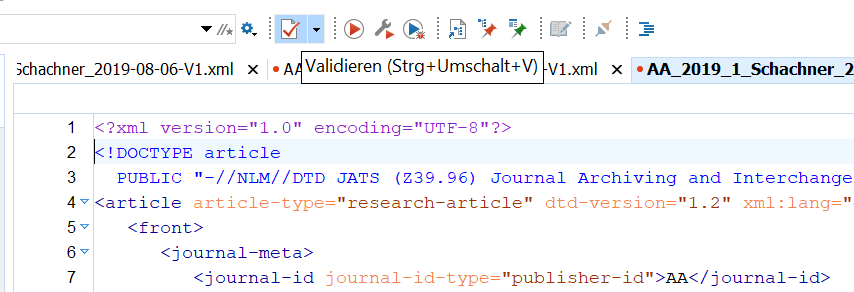 Schachner_2019-08-06-V1.xml AA -V1.xml AA_2019_1_Schachner_2
Validieren (Strg+Umschalt+V)
1 <?xml version="1.0" encoding="UTF-8"?>
2 <!DOCTYPE article
3 PUBLIC "-//NLM//DTD JATS (Z39.96) Journal Archiving and Interchange
4 <article article-type="research-article" dtd-version="1.2" xml:lang="
5 <front>
6 <journal-meta>
7 <journal-id journal-id-type="publisher-id">AA</journal-id>